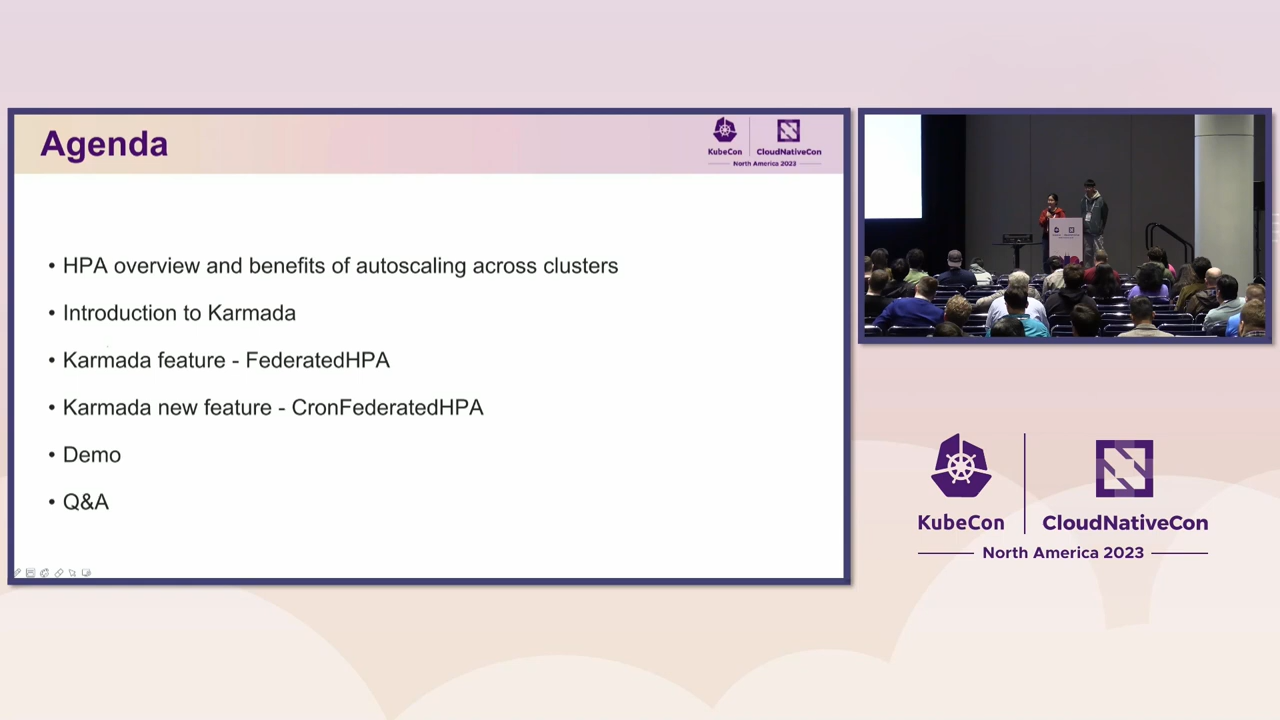 Agenda
KubeCon
CloudNativeCon
North America 2023
• HPA overview and benefits of autoscaling across clusters
• Introduction to Karmada
• Karmada feature - FederatedHPA
• Karmada new feature - CronFederatedHPA
• Demo
• Q&A
KubeCon
CloudNativeCon
North America 2023